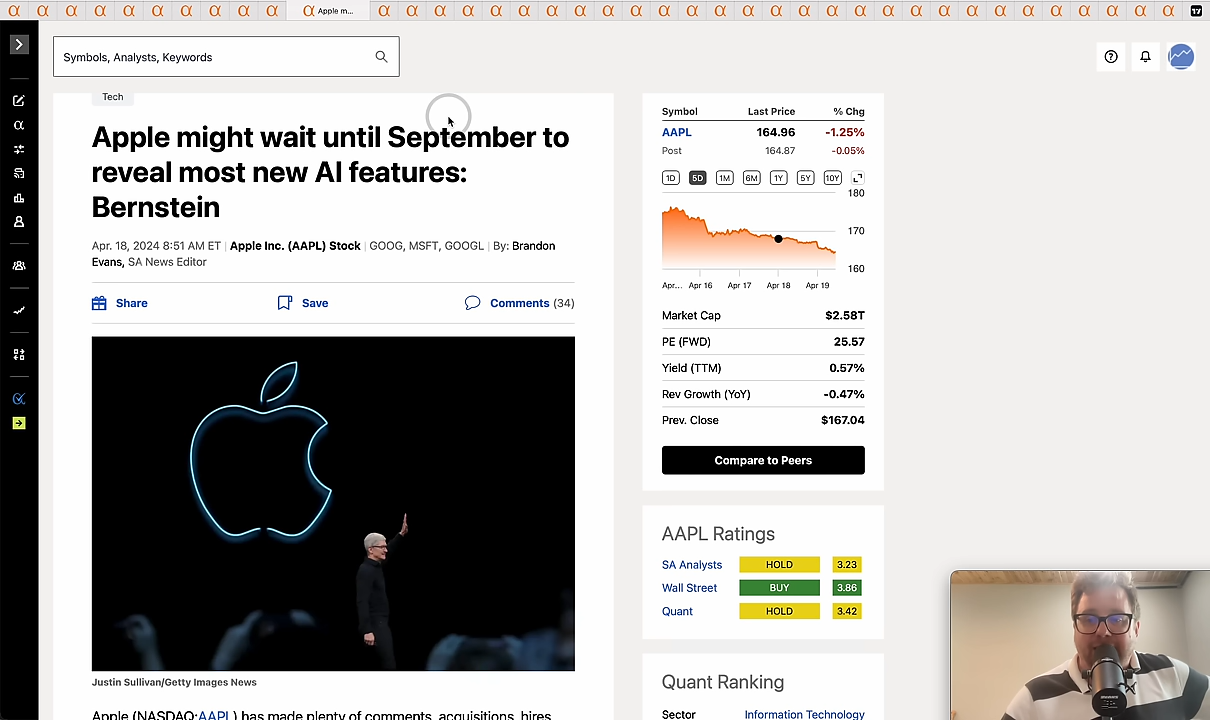 Apple m...
Symbols, Analysts, Keywords
Tech
Apple might wait until September to
reveal most new AI features:
Bernstein
Apr. 18, 2024 8:51 AM ET | Apple Inc. (AAPL) Stock | GOOG, MSFT, GOOGL | By: Brandon
Evans, SA News Editor
Share
Save
Comments (34)
Justin Sullivan/Getty Images News
Apple (NASDAQ:AAPL) has made plenty of comments, acquisitions, hires
Symbol Last Price % Chg
AAPL 164.96 -1.25%
Post 164.87 -0.05%
1D 5D 1M 6M 1Y 5Y 10Y
180
170
160
Apr... Apr 16 Apr 17 Apr 18 Apr 19
Market Cap $2.58T
PE (FWD) 25.57
Yield (TTM) 0.57%
Rev Growth (YoY) -0.47%
Prev. Close $167.04
Compare to Peers
AAPL Ratings
SA Analysts HOLD 3.23
Wall Street BUY 3.86
Quant HOLD 3.42
Quant Ranking
Sector Information Technology